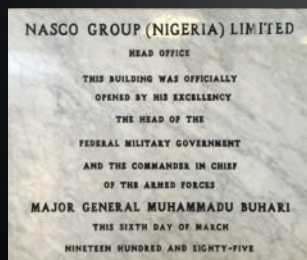 NASCO GROUP (NIGERIA) LIMITED
HEAD OFFICE
THIS BUILDING WAS OFFICIALLY
OPENED BY HIS EXCELLENCY
THE HEAD OF THE
FEDERAL MILITARY GOVERNMENT
AND THE COMMANDER IN CHIEF
OF THE ARMED FORCES
MAJOR GENERAL MUHAMMADU BUHARI
THIS SIXTH DAY OF MARCH
NINETEEN HUNDRED AND EIGHTY-FIVE